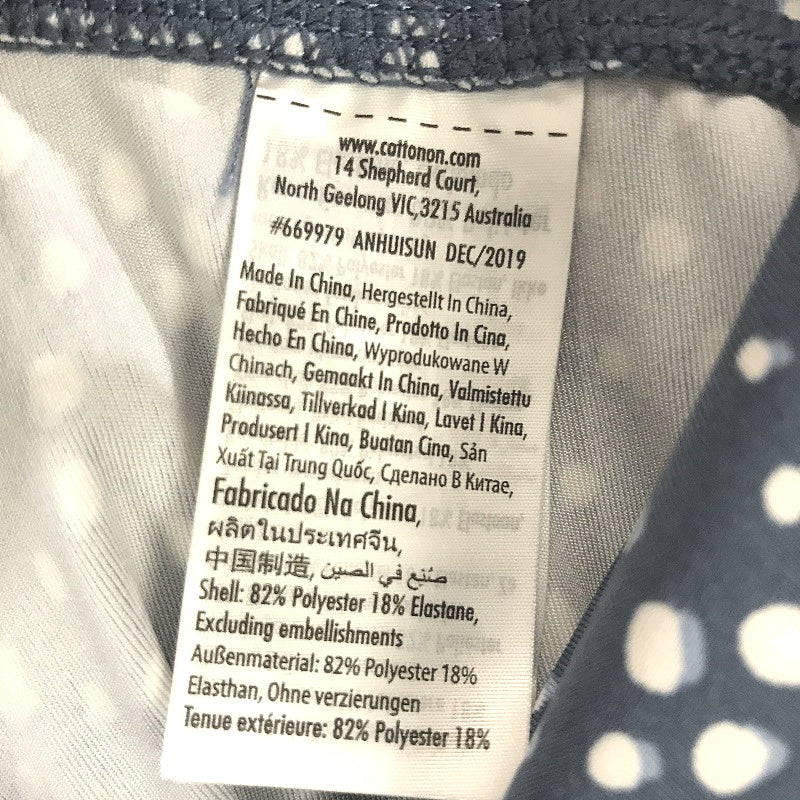 www.cottonon.com
14 Shepherd Court,
North Geelong VIC,3215 Australia
#669979 ANHUISUN DEC/2019
Made In China, Hergestellt In China,
Fabriqué En Chine, Prodotto In Cina,
Hecho En China, Wyprodukowane W
Chinach, Gemaakt In China, Valmistettu
Kiinassa, Tillverkad I Kina, Lavet I Kina,
Produsert I Kina, Buatan Cina, Sản
Xuất Tại Trung Quốc, Сделано В Китае,
Fabricado Na China,
ผลิตในประเทศจีน,
中国制造, صُنِع في الصين
Shell: 82% Polyester 18% Elastane,
Excluding embellishments
Außenmaterial: 82% Polyester 18%
Elasthan, Ohne verzierungen
Tenue extérieure: 82% Polyester 18%